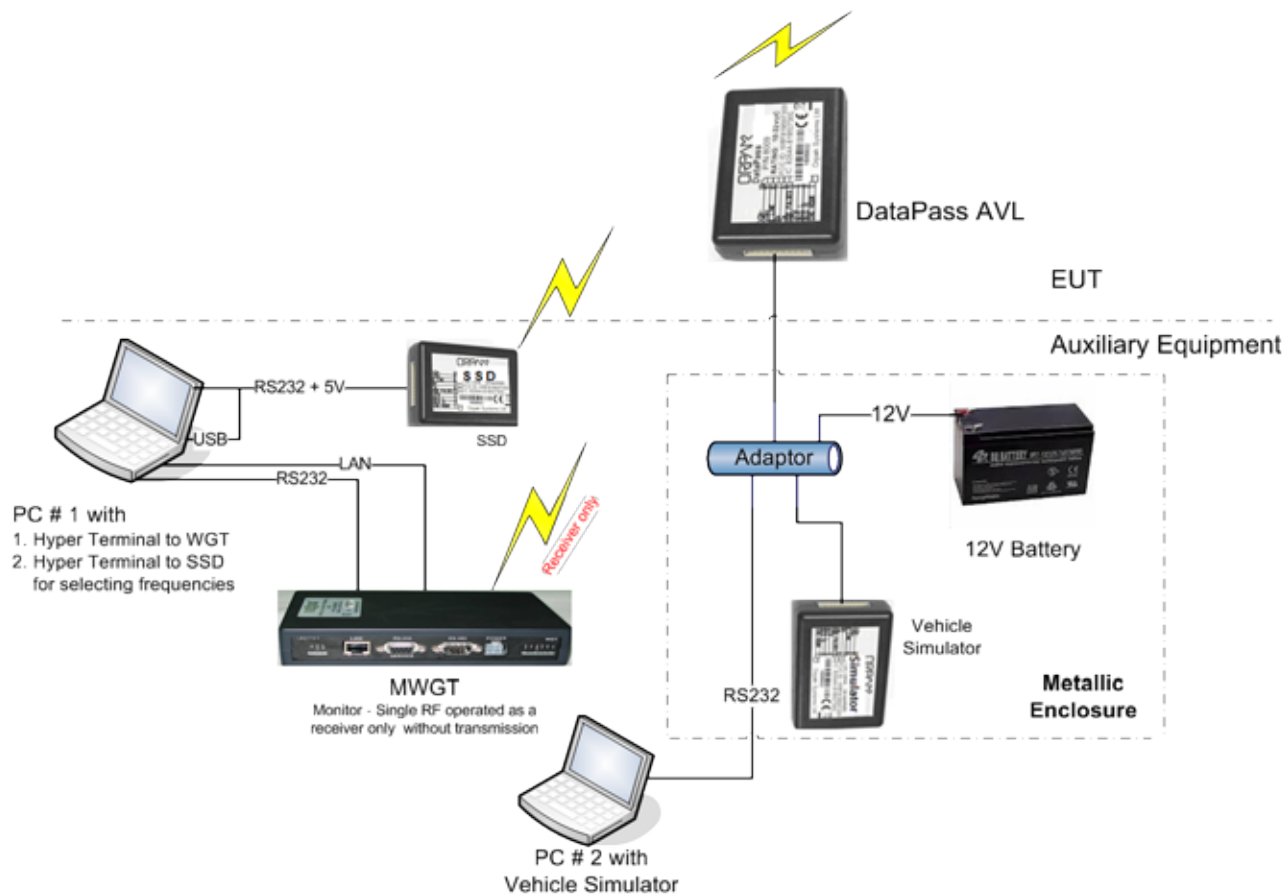 DataPass AVL
EUT
Auxiliary Equipment
RS232 + 5V
SSD
SSD
USB
LAN
RS232
12V
Adaptor
PC # 1 with
1. Hyper Terminal to WGT
2. Hyper Terminal to SSD
for selecting frequencies
Receiver only
12V Battery
Vehicle
Simulator
Simulator
MWGT
Monitor - Single RF operated as a
receiver only without transmission
RS232
Metallic
Enclosure
PC # 2 with
Vehicle Simulator